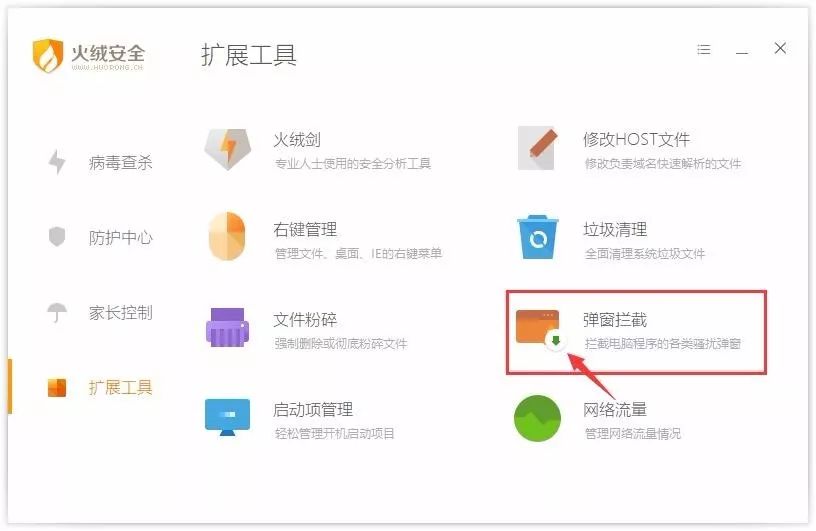 火绒安全
WWW.HUORONG.CN
扩展工具
病毒查杀
防护中心
家长控制
扩展工具
火绒剑
专业人士使用的安全分析工具
修改HOST文件
修改负责域名快速解析的文件
右键管理
管理文件、桌面、IE的右键菜单
垃圾清理
全面清理系统垃圾文件
文件粉碎
强制删除或彻底粉碎文件
弹窗拦截
拦截电脑程序的各类骚扰弹窗
启动项管理
轻松管理开机启动项目
网络流量
管理网络流量情况